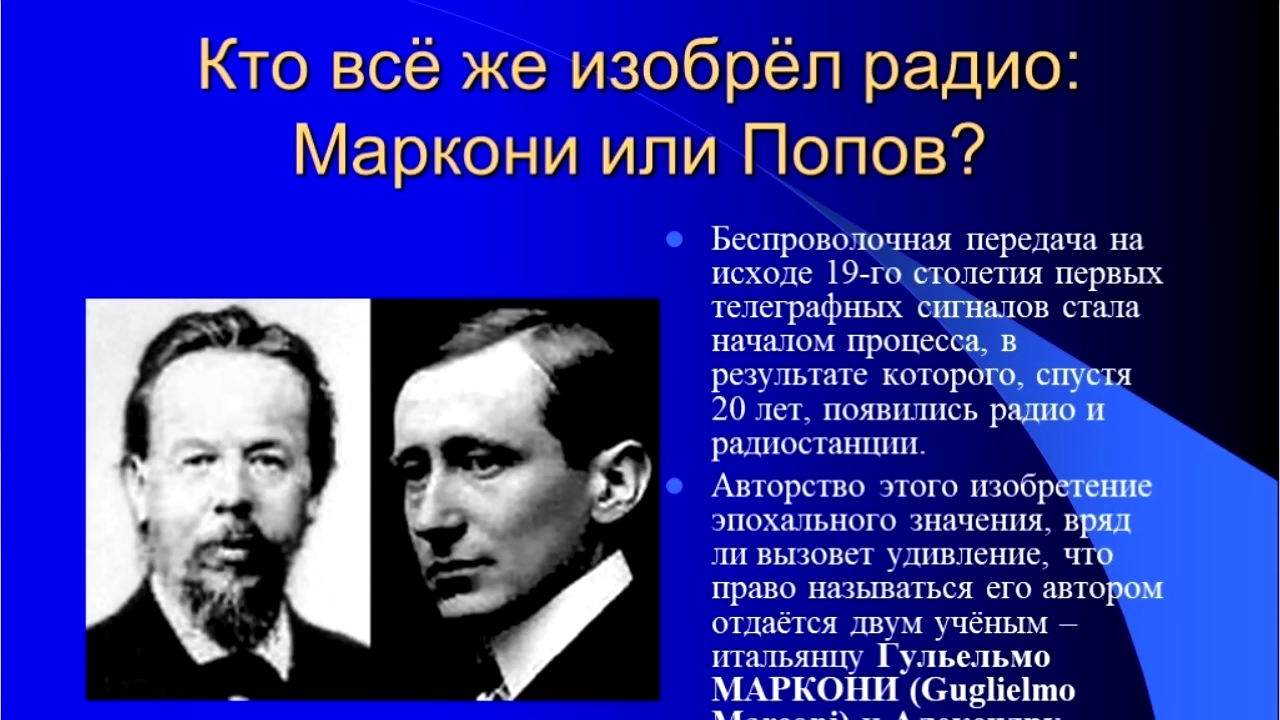 Кто всё же изобрёл радио:
Маркони или Попов?
Беспроволочная передача на
исходе 19-го столетия первых
телеграфных сигналов стала
началом процесса, в
результате которого, спустя
20 лет, появились радио и
радиостанции.
Авторство этого изобретение
эпохального значения, вряд
ли вызовет удивление, что
право называться его автором
отдаётся двум учёным –
итальянцу Гульельмо
МАРКОНИ (Guglielmo
Marconi) и Александру